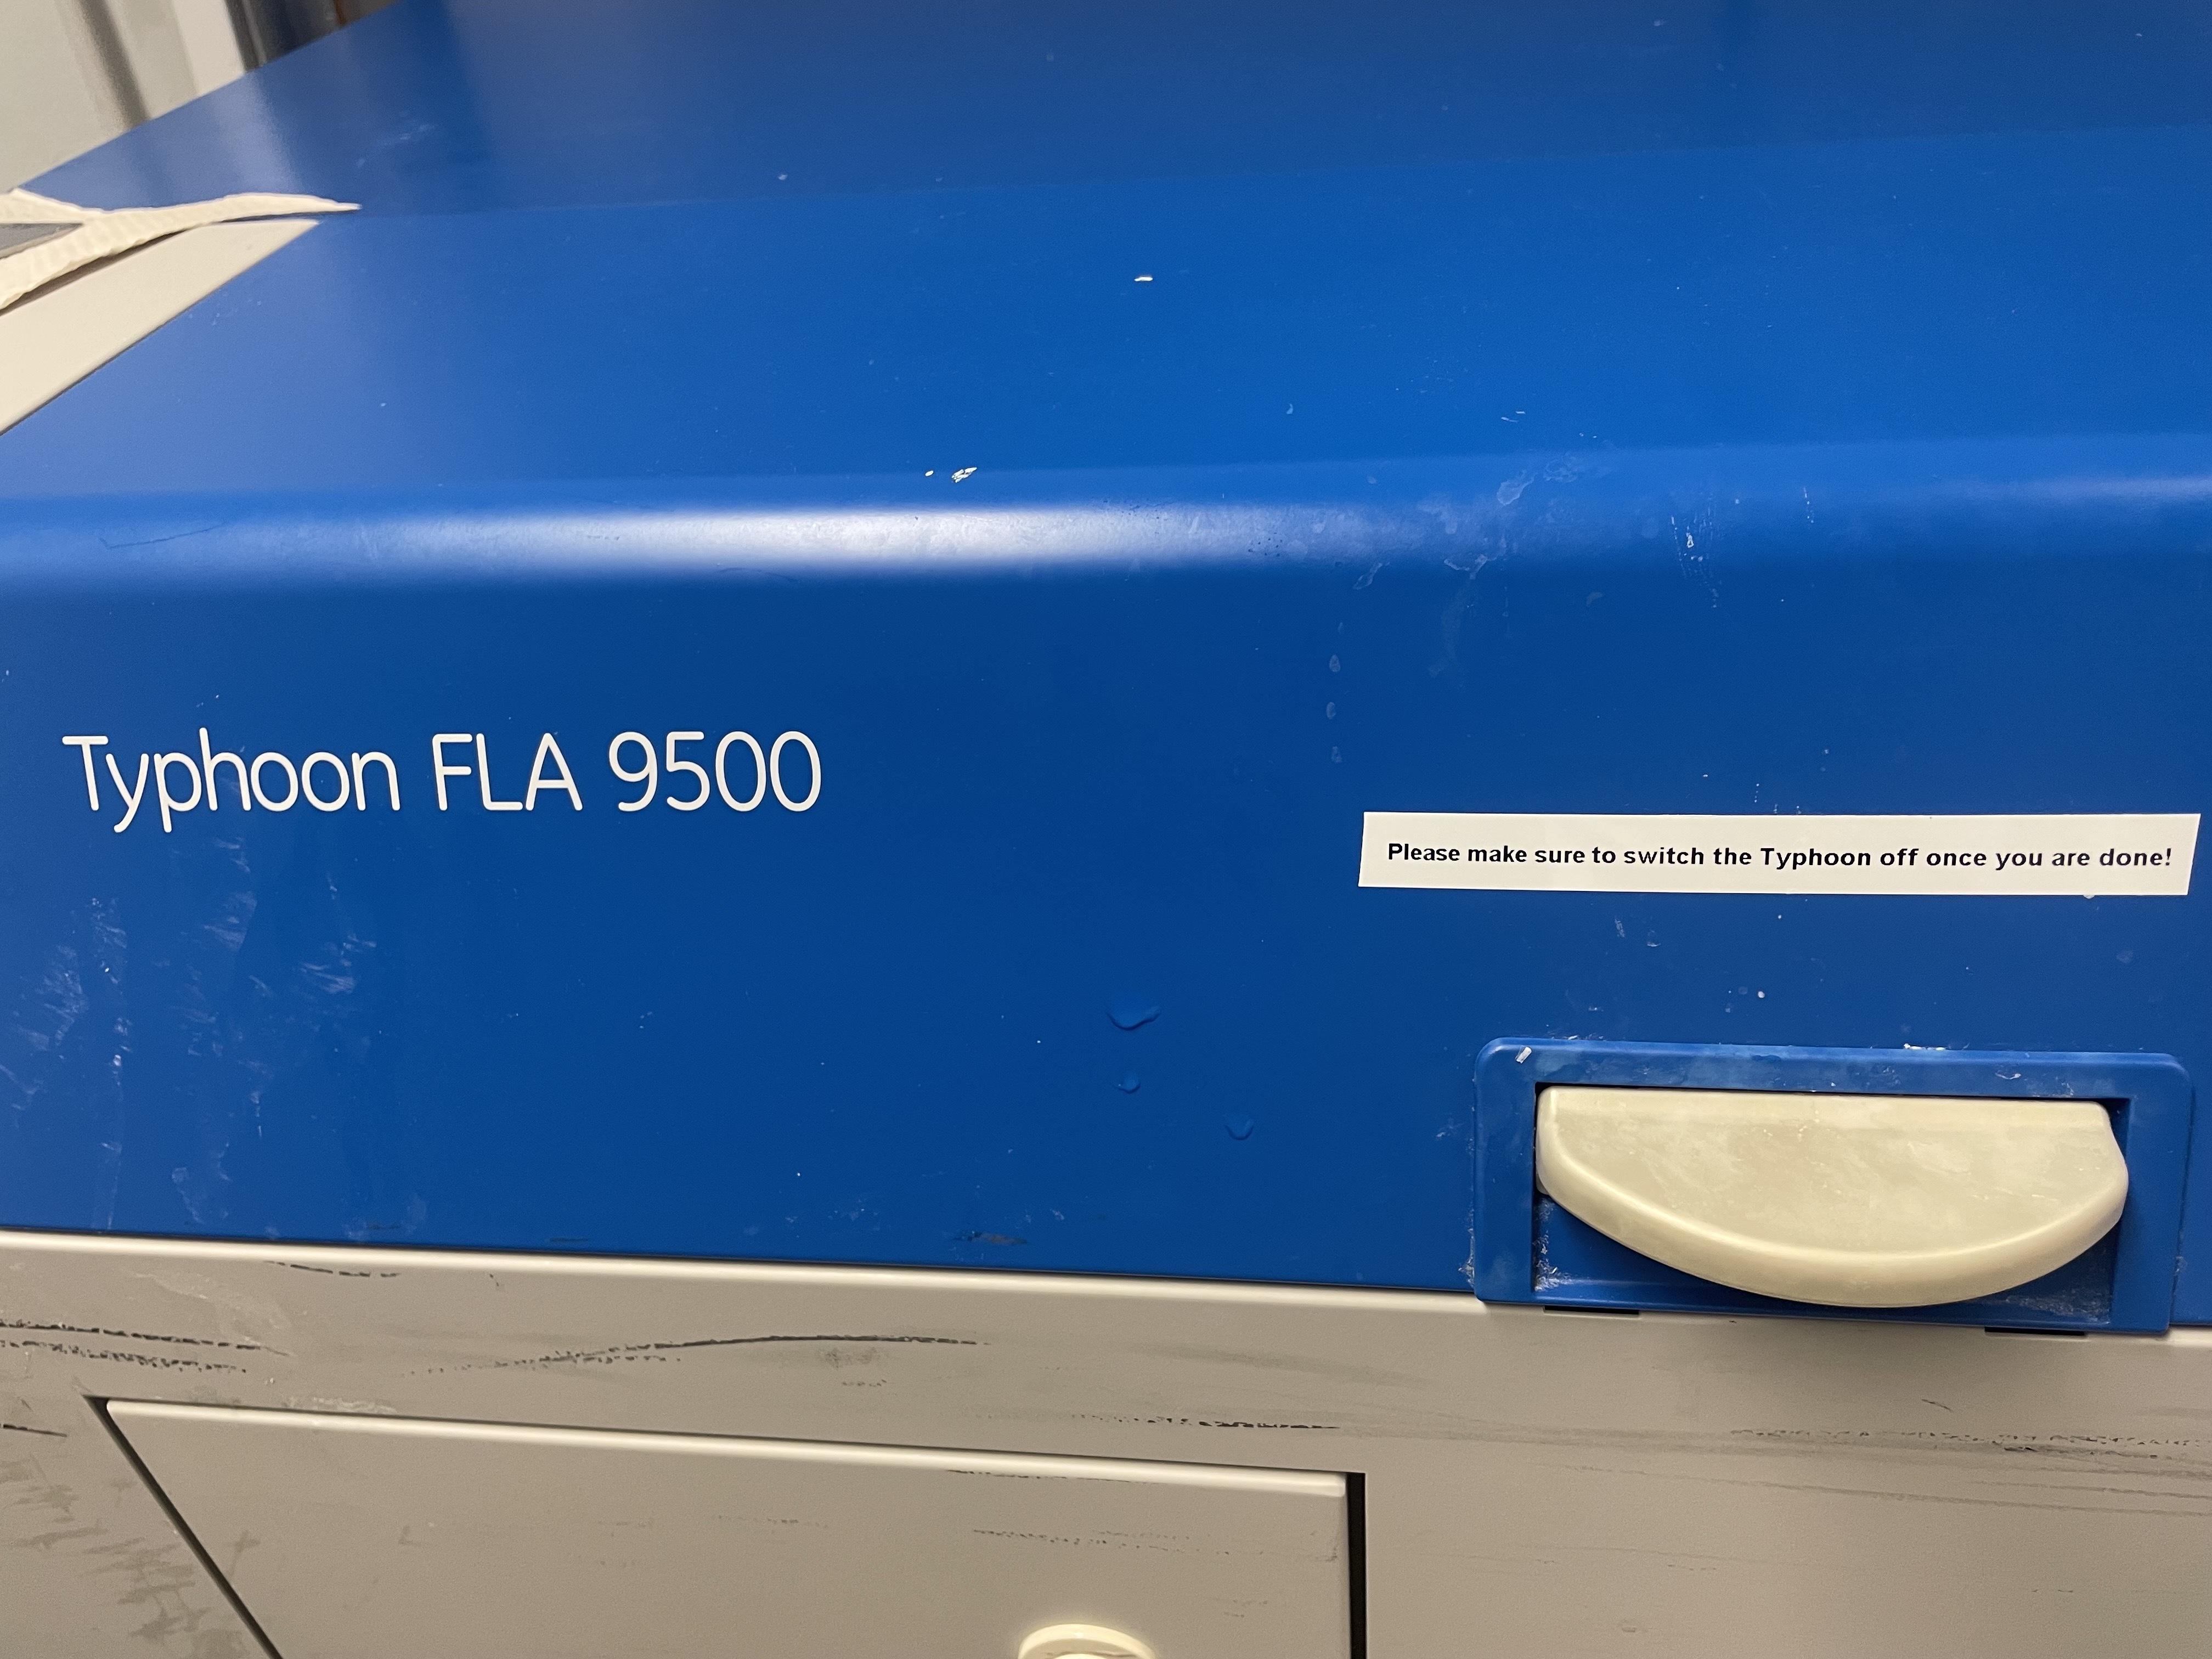 Typhoon FLA 9500
Please make sure to switch the Typhoon off once you are done!